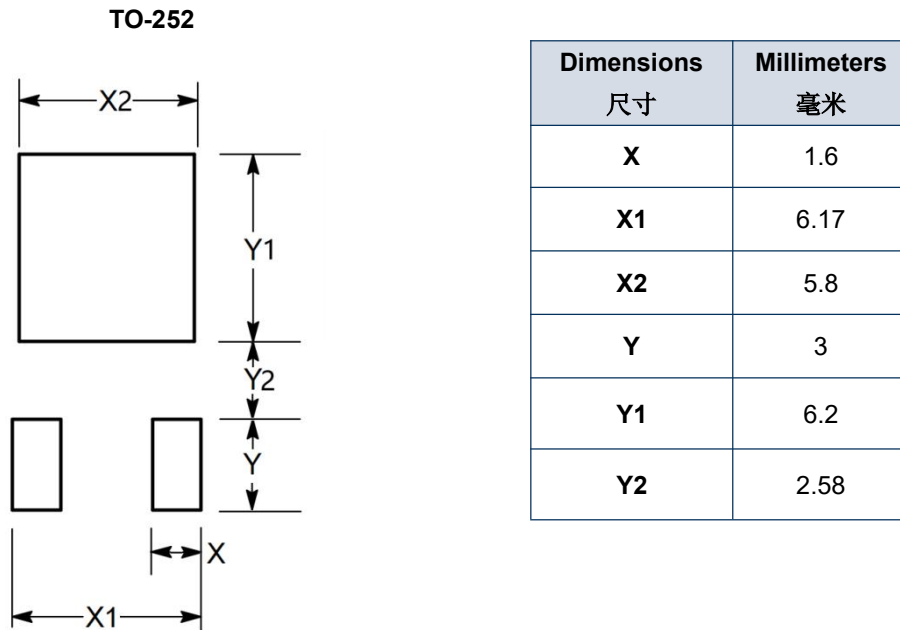 TO-252
X2
Y1
Y2
Y
X
X1
Dimensions Millimeters
尺寸 毫米
X 1.6
X1 6.17
X2 5.8
Y 3
Y1 6.2
Y2 2.58